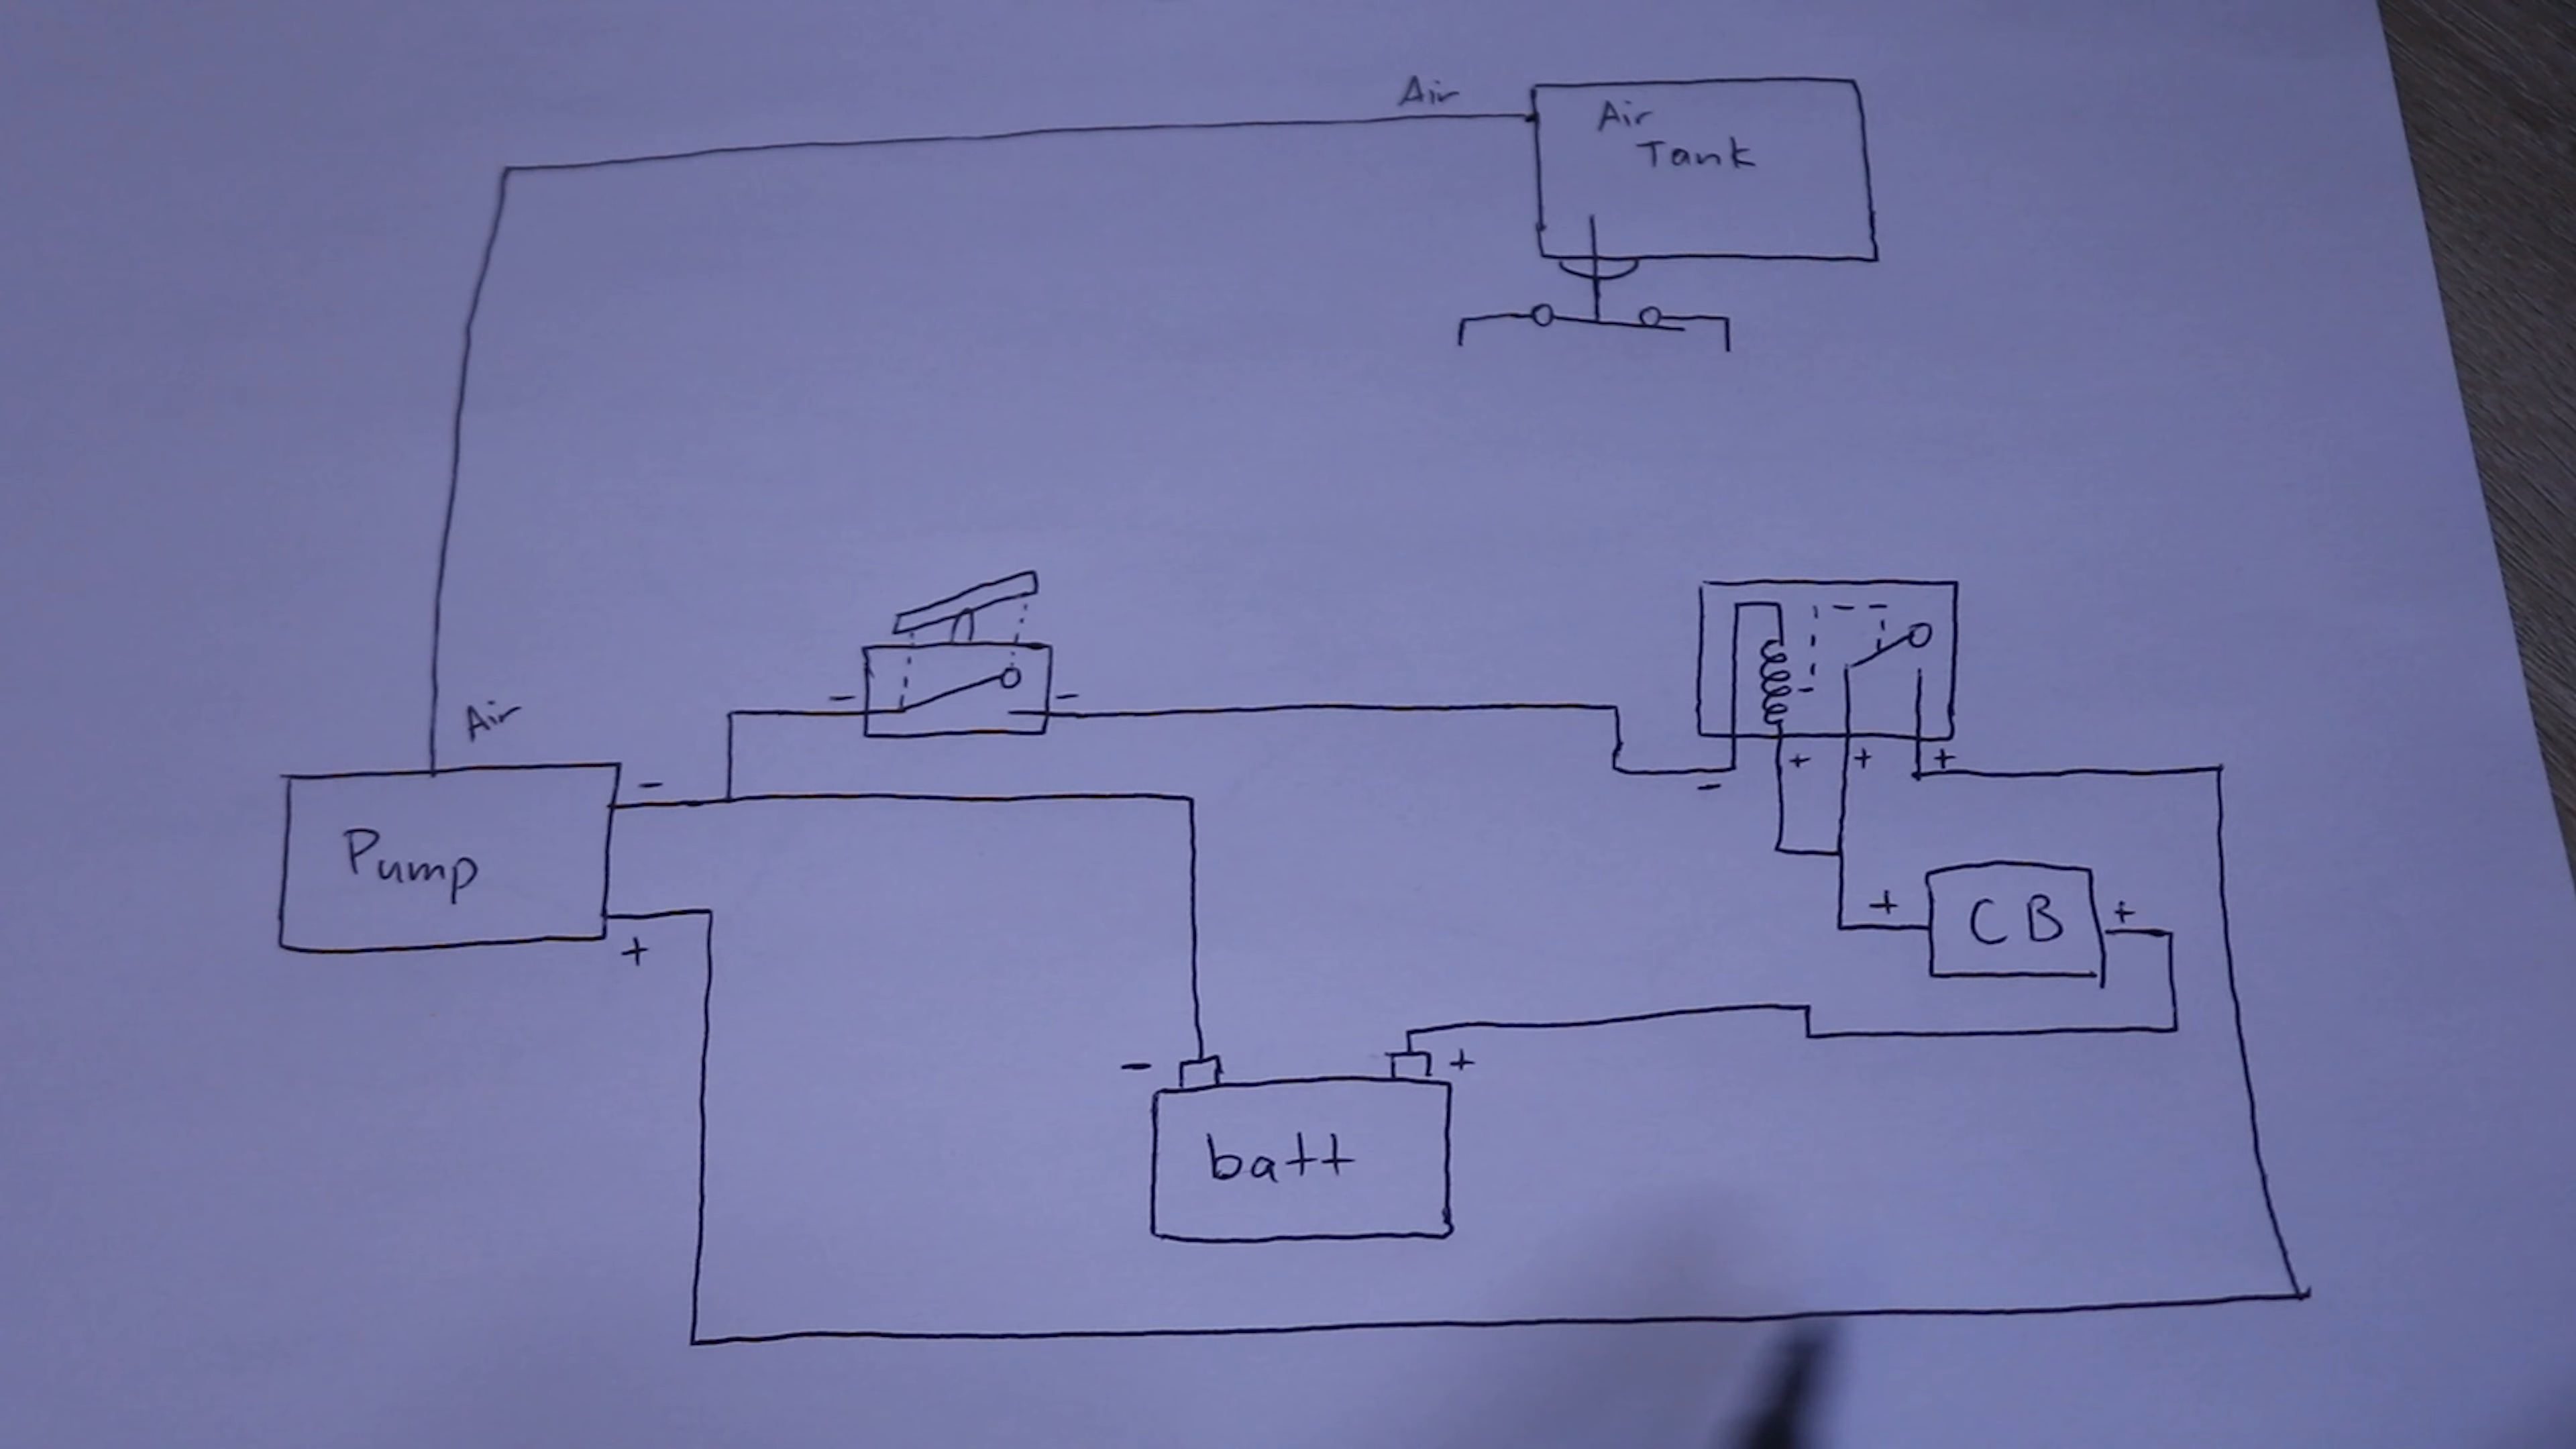 Air
Air
Tank
Air
- -
-
Pump
+
- + + +
+ CB +
- +
batt